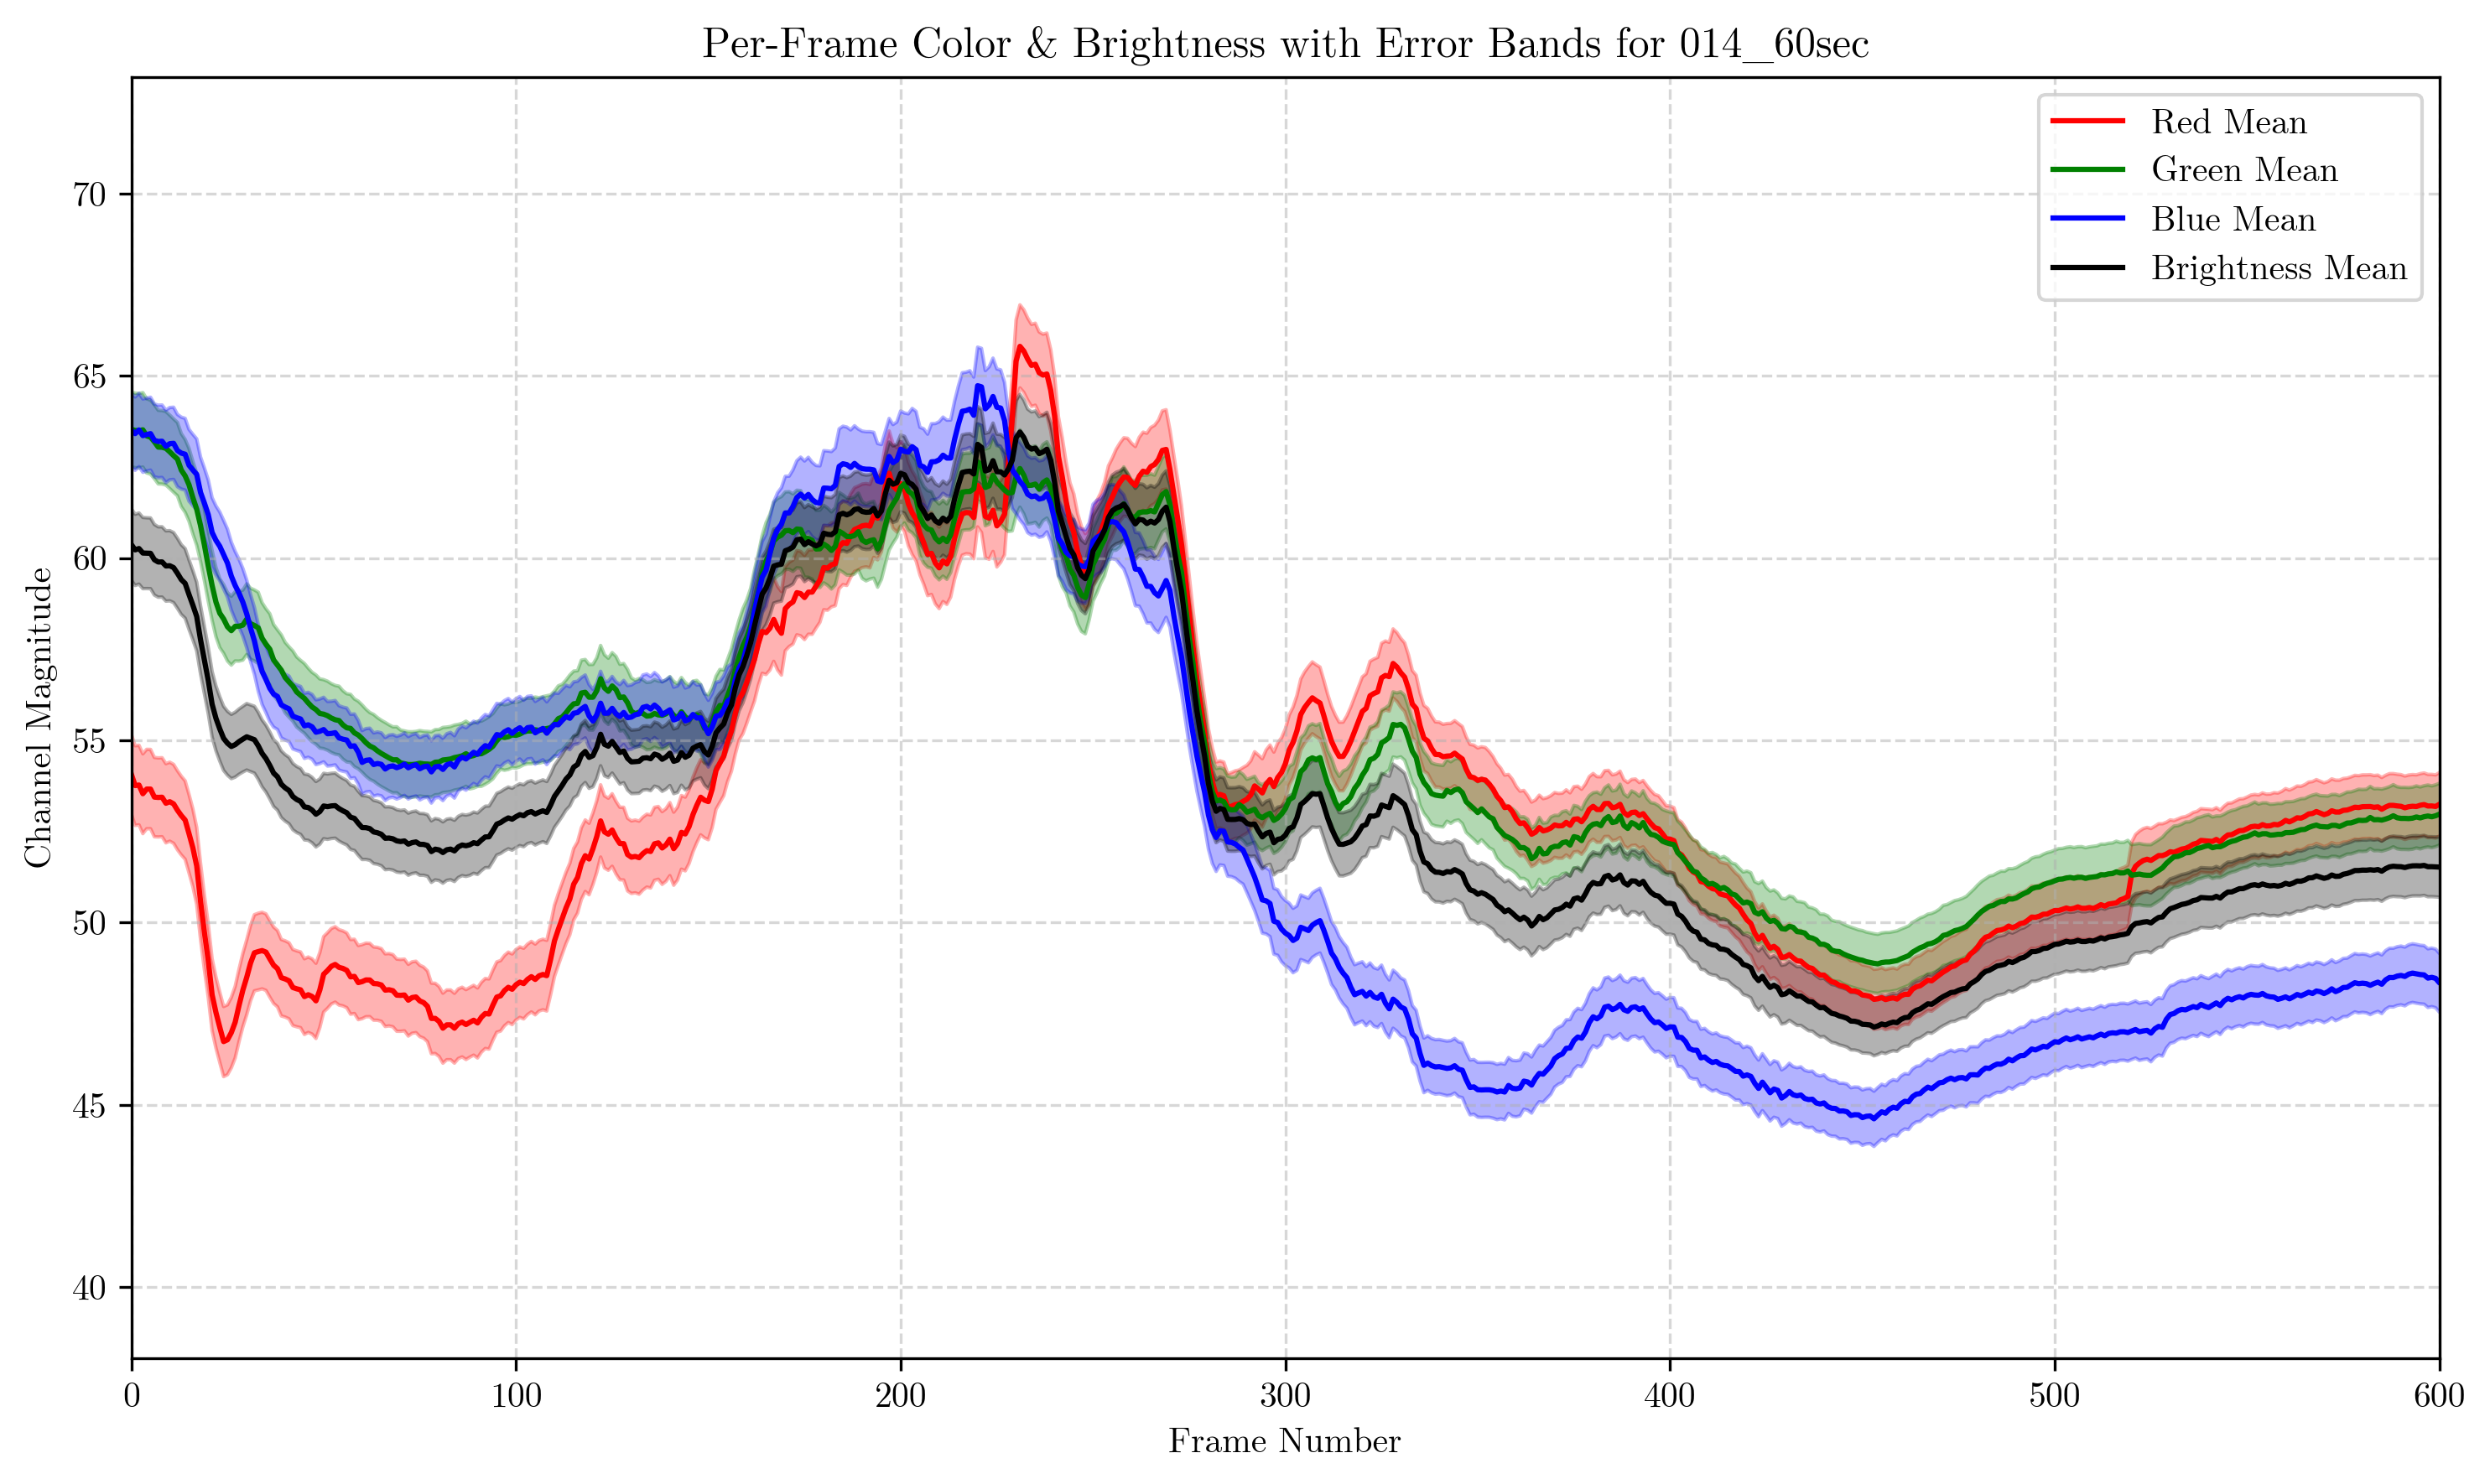 Per-Frame Color & Brightness with Error Bands for 014_60sec
Red Mean
Green Mean
Blue Mean
Brightness Mean
Channel Magnitude
70
65
60
55
50
45
40
0 100 200 300 400 500 600
Frame Number